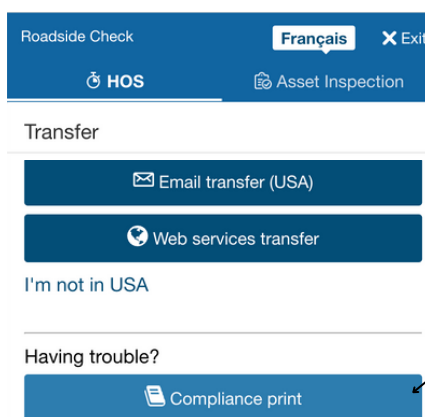 Roadside Check
Français
Exit
HOS
Asset Inspection
Transfer
Email transfer (USA)
Web services transfer
I'm not in USA
Having trouble?
Compliance print